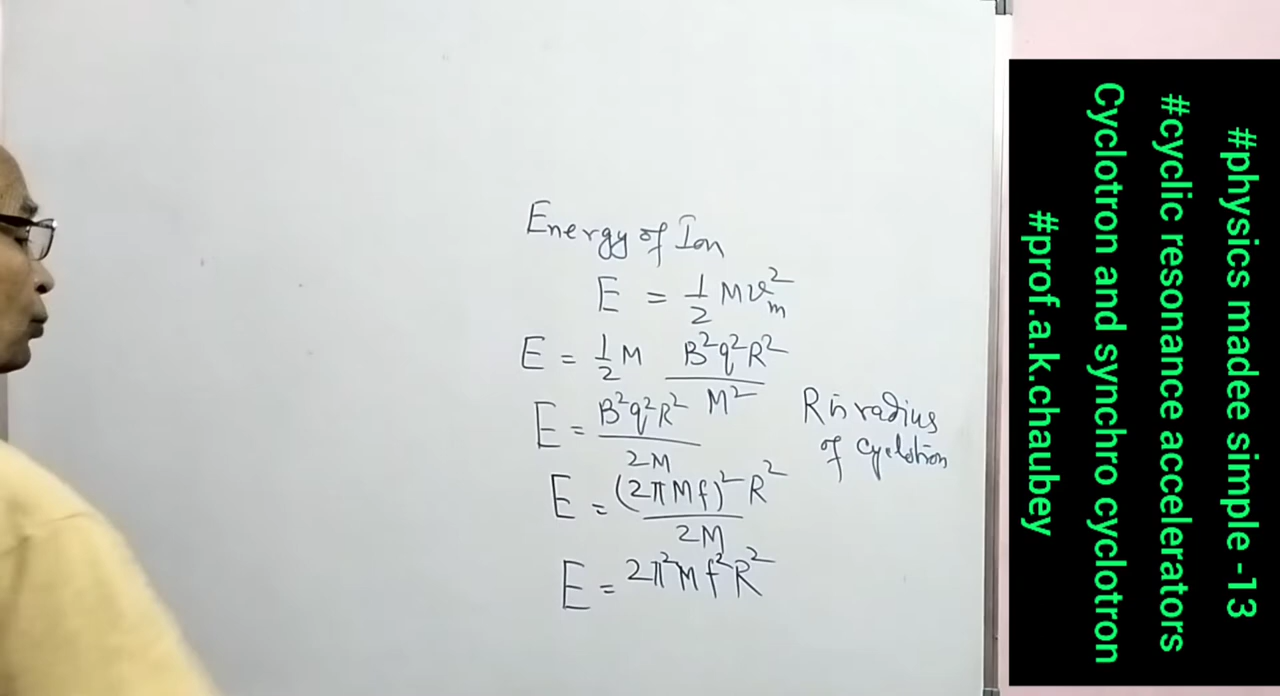 Energy of Ion
E = 1/2 M v_m^2
E = 1/2 M B^2q^2R^2 / M^2
E = B^2q^2R^2 / 2M
R is radius
of cyclotron
E = (2πMf)^2 R^2 / 2M
E = 2π^2Mf^2R^2
#physics madee simple -13
#cyclic resonance accelerators
Cyclotron and synchro cyclotron
#prof.a.k.chaubey